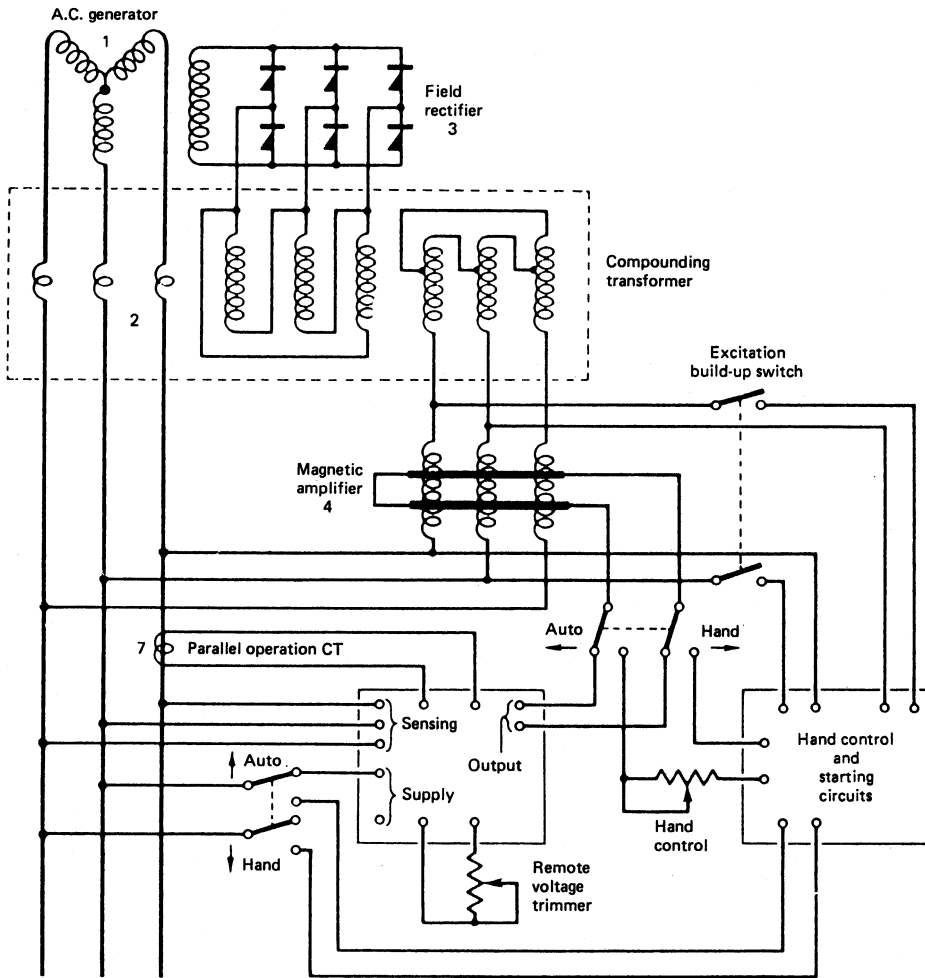 A.C. generator
1
Field
rectifier
3
Compounding
transformer
2
Excitation
build-up switch
Magnetic
amplifier
4
Auto
Hand
7
Parallel operation CT
Sensing
Output
Hand control
and
starting
circuits
Auto
Supply
Hand
control
Hand
Remote
voltage
trimmer